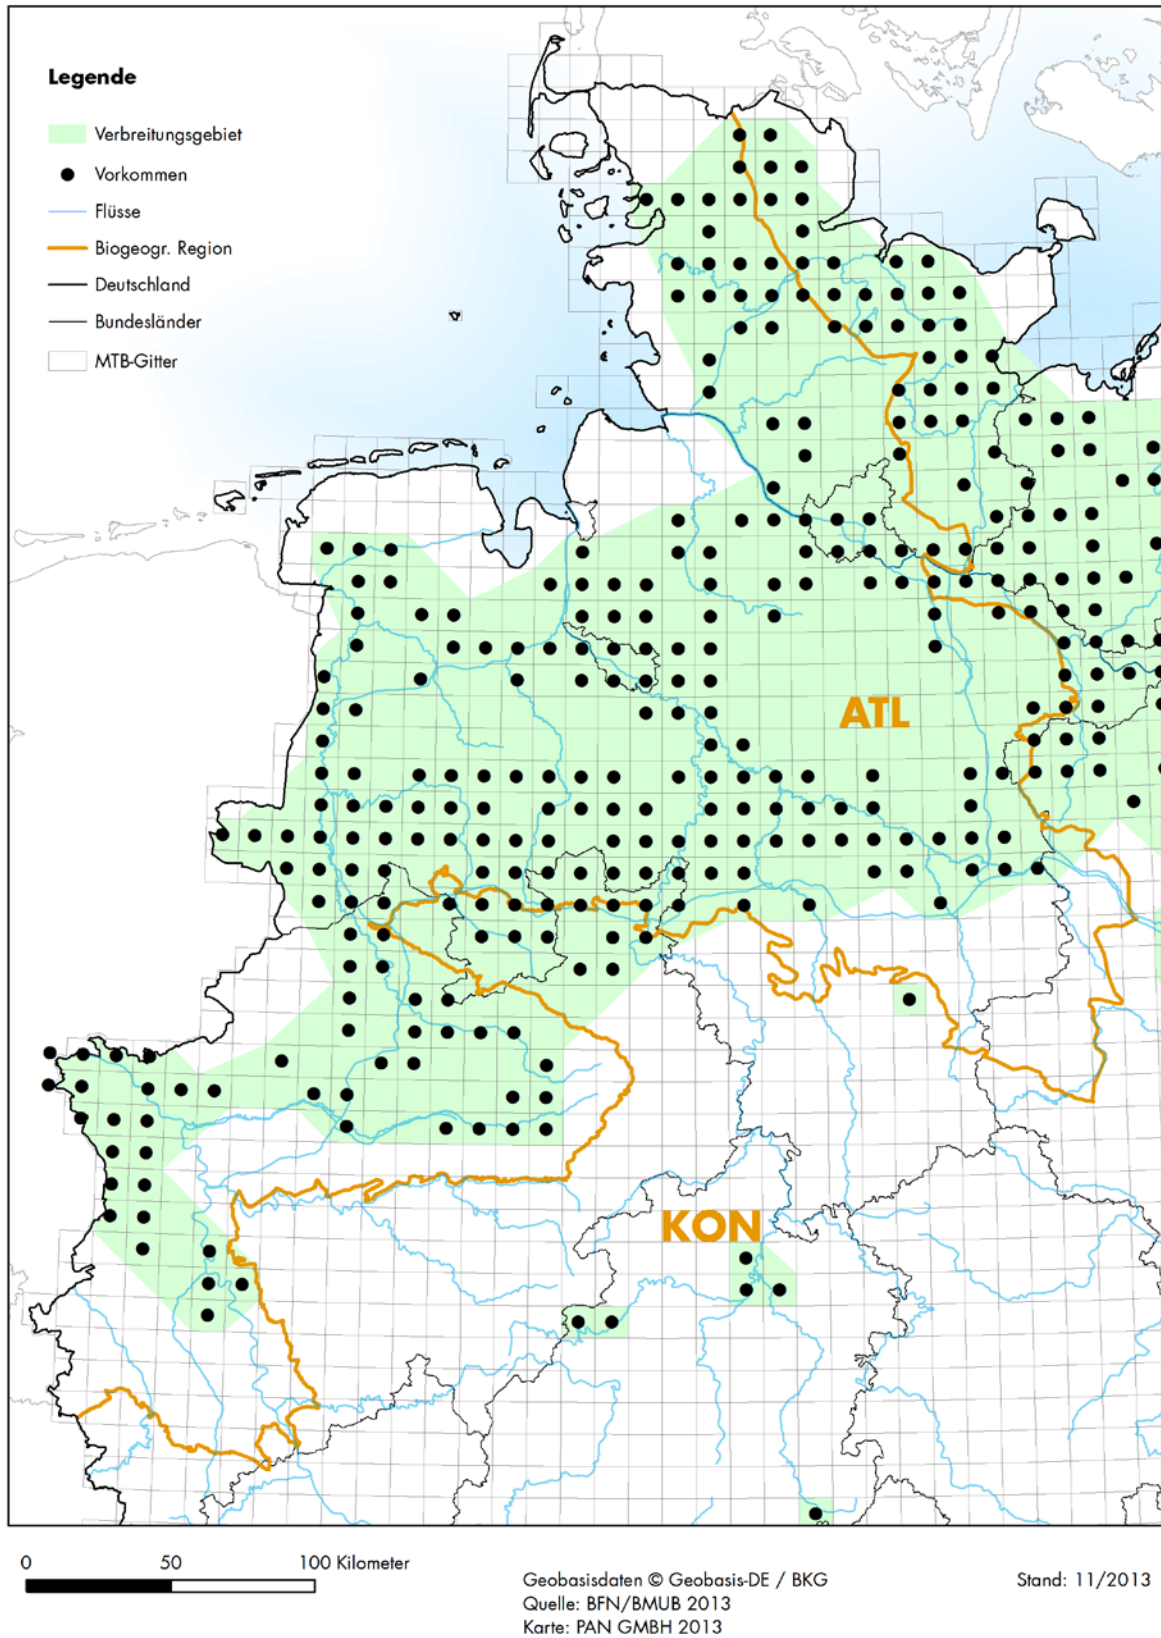 Legende
Verbreitungsgebiet
Vorkommen
Flüsse
Biogeogr. Region
Deutschland
Bundesländer
MTB-Gitter
ATL
KON
0 50 100 Kilometer
Geobasisdaten © Geobasis-DE / BKG
Quelle: BFN/BMUB 2013
Karte: PAN GMBH 2013
Stand: 11/2013